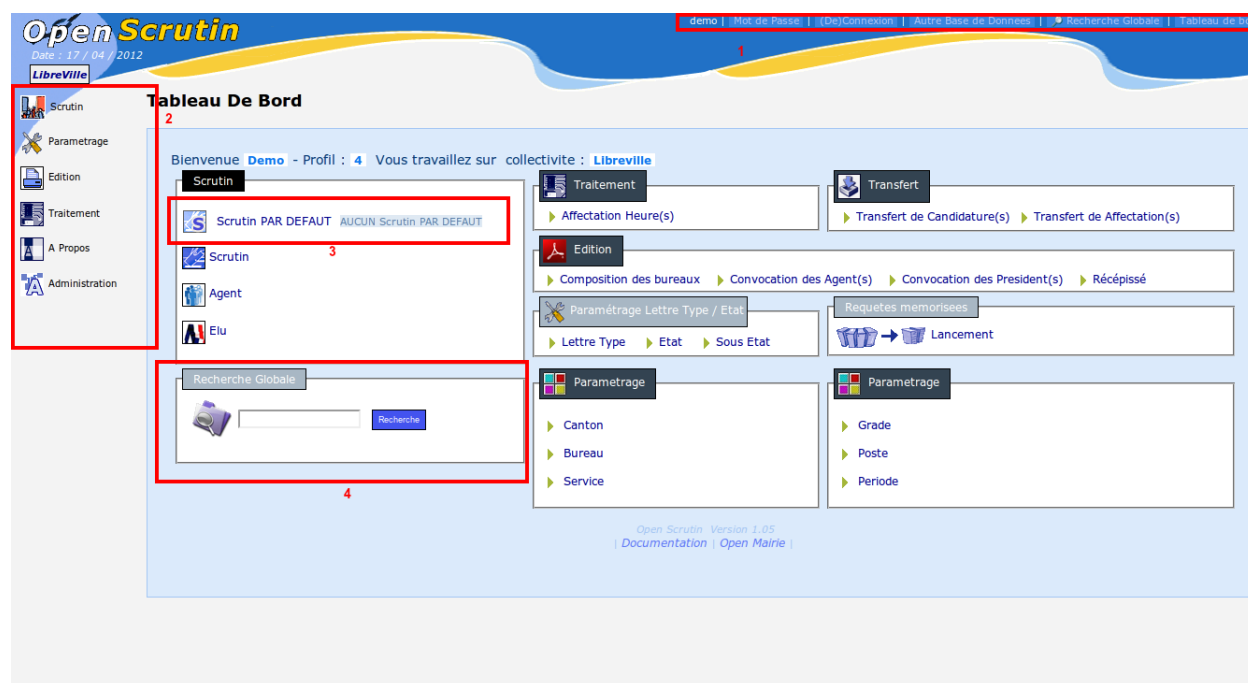 Open Scrutin
demo | Mot de Passe | (De)Connexion | Autre Base de Donnees | Recherche Globale | Tableau de bo
1
Date : 17 / 04 / 2012
LibreVille
Scrutin
Parametrage
Edition
Traitement
A Propos
Administration
2
Tableau De Bord
Bienvenue Demo - Profil : 4 Vous travaillez sur collectivite : Libreville
Scrutin
Scrutin PAR DEFAUT AUCUN Scrutin PAR DEFAUT
3
Scrutin
Agent
Elu
Recherche Globale
Recherche
4
Traitement
Affectation Heure(s)
Transfert
Transfert de Candidature(s) Transfert de Affectation(s)
Edition
Composition des bureaux Convocation des Agent(s) Convocation des President(s) Récépissé
Paramétrage Lettre Type / Etat
Lettre Type Etat Sous Etat
Requetes memorisees
Lancement
Parametrage
Canton
Bureau
Service
Parametrage
Grade
Poste
Periode
Open Scrutin Version 1.05
| Documentation | Open Mairie |